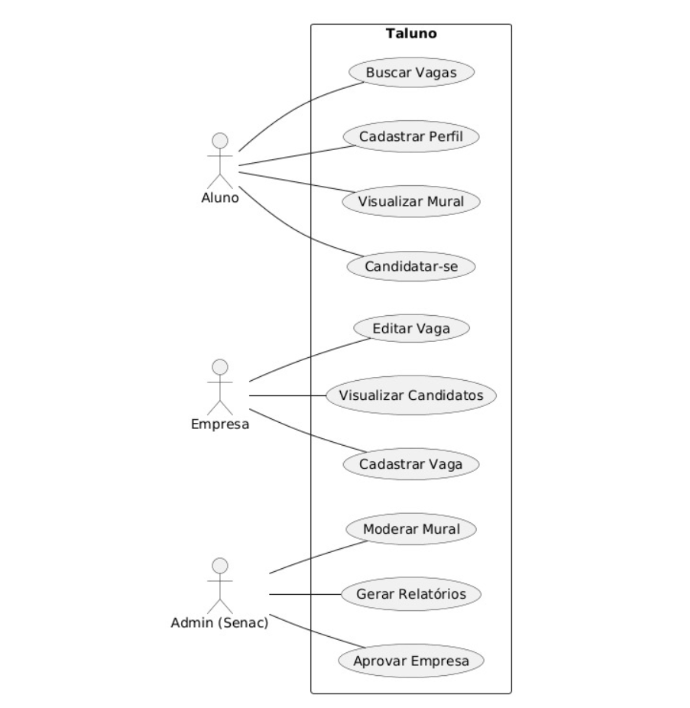 Taluno
Buscar Vagas
Cadastrar Perfil
Aluno
Visualizar Mural
Candidatar-se
Editar Vaga
Visualizar Candidatos
Empresa
Cadastrar Vaga
Moderar Mural
Gerar Relatórios
Admin (Senac)
Aprovar Empresa